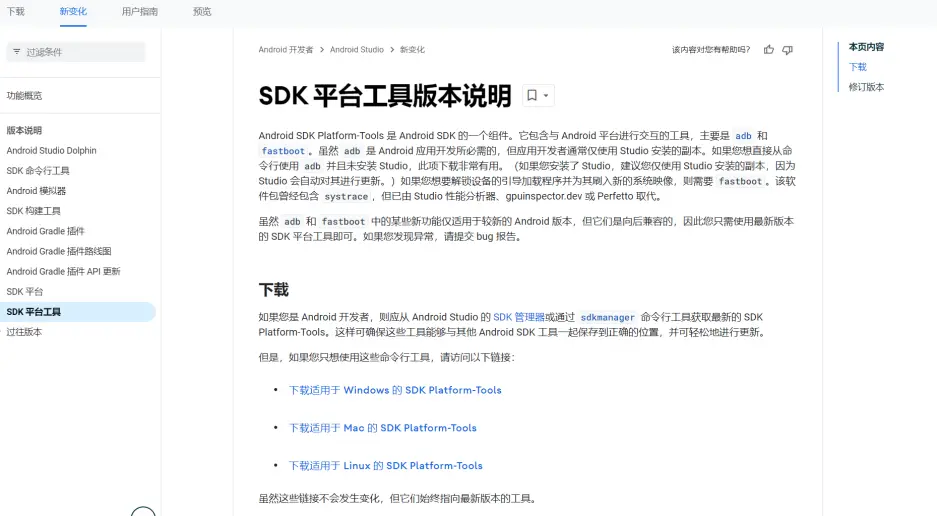 下载 新变化 用户指南 预览
过滤条件
功能概览
版本说明
Android Studio Dolphin
SDK 命令行工具
Android 模拟器
SDK 构建工具
Android Gradle 插件
Android Gradle 插件路线图
Android Gradle 插件 API 更新
SDK 平台
SDK 平台工具
过往版本
Android 开发者 > Android Studio > 新变化
该内容对您有帮助吗?
SDK 平台工具版本说明
Android SDK Platform-Tools 是 Android SDK 的一个组件。它包含与 Android 平台进行交互的工具，主要是 adb 和
fastboot。虽然 adb 是 Android 应用开发所必需的，但应用开发者通常仅使用 Studio 安装的副本。如果您想直接从命
令行使用 adb 并且未安装 Studio，此项下载非常有用。（如果您安装了 Studio，建议您仅使用 Studio 安装的副本，因为
Studio 会自动对其进行更新。）如果您想要解锁设备的引导加载程序并为其刷入新的系统映像，则需要 fastboot。该软
件包曾经包含 systrace，但已由 Studio 性能分析器、gpuinspector.dev 或 Perfetto 取代。
虽然 adb 和 fastboot 中的某些新功能仅适用于较新的 Android 版本，但它们是向后兼容的，因此您只需使用最新版本
的 SDK 平台工具即可。如果您发现异常，请提交 bug 报告。
下载
如果您是 Android 开发者，则应从 Android Studio 的 SDK 管理器或通过 sdkmanager 命令行工具获取最新的 SDK
Platform-Tools。这样可确保这些工具能够与其他 Android SDK 工具一起保存到正确的位置，并可轻松地进行更新。
但是，如果您只想使用这些命令行工具，请访问以下链接：
• 下载适用于 Windows 的 SDK Platform-Tools
• 下载适用于 Mac 的 SDK Platform-Tools
• 下载适用于 Linux 的 SDK Platform-Tools
虽然这些链接不会发生变化，但它们始终指向最新版本的工具。
本页内容
下载
修订版本